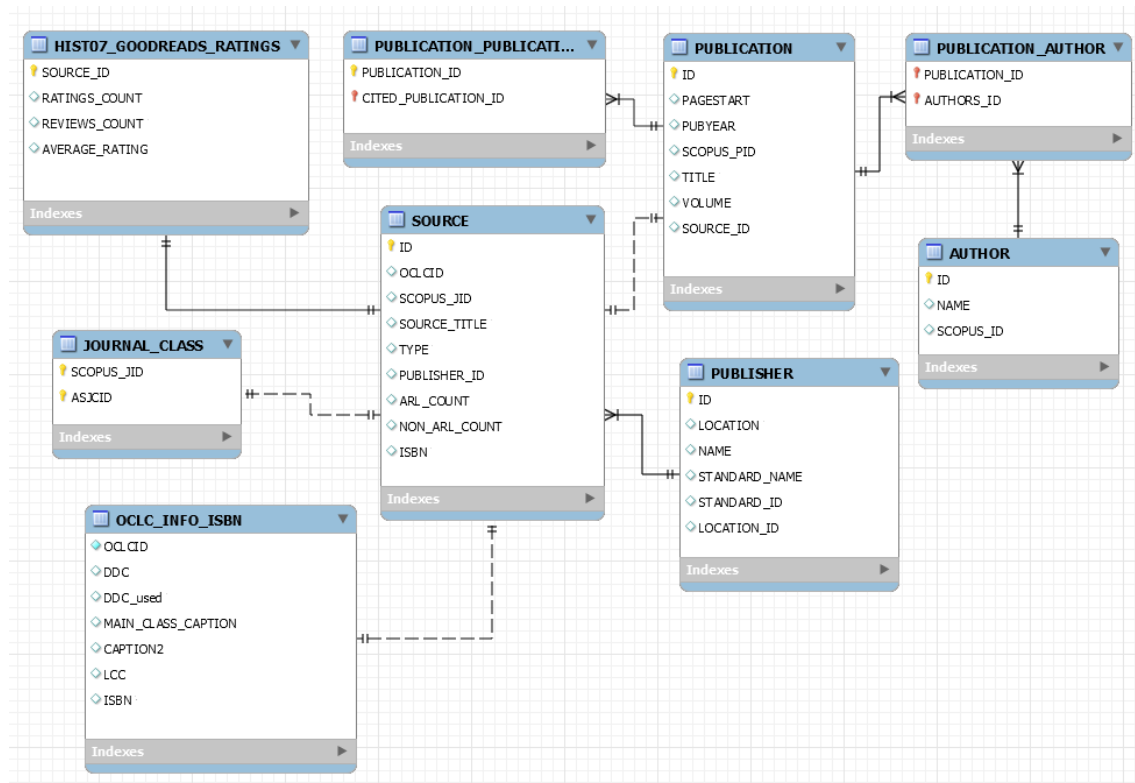 HIST07_GOODREADS_RATINGS
SOURCE_ID
RATINGS_COUNT
REVIEWS_COUNT
AVERAGE_RATING
Indexes
PUBLICATION_PUBLICATI...
PUBLICATION_ID
CITED_PUBLICATION_ID
Indexes
PUBLICATION
ID
PAGESTART
PUBYEAR
SCOPUS_PID
TITLE
VOLUME
SOURCE_ID
Indexes
PUBLICATION_AUTHOR
PUBLICATION_ID
AUTHORS_ID
Indexes
SOURCE
ID
OCLCID
SCOPUS_JID
SOURCE_TITLE
TYPE
PUBLISHER_ID
ARL_COUNT
NON_ARL_COUNT
ISBN
Indexes
AUTHOR
ID
NAME
SCOPUS_ID
Indexes
JOURNAL_CLASS
SCOPUS_JID
ASJCID
Indexes
PUBLISHER
ID
LOCATION
NAME
STANDARD_NAME
STANDARD_ID
LOCATION_ID
Indexes
OCLC_INFO_ISBN
OCLCID
DDC
DDC_used
MAIN_CLASS_CAPTION
CAPTION2
LCC
ISBN
Indexes